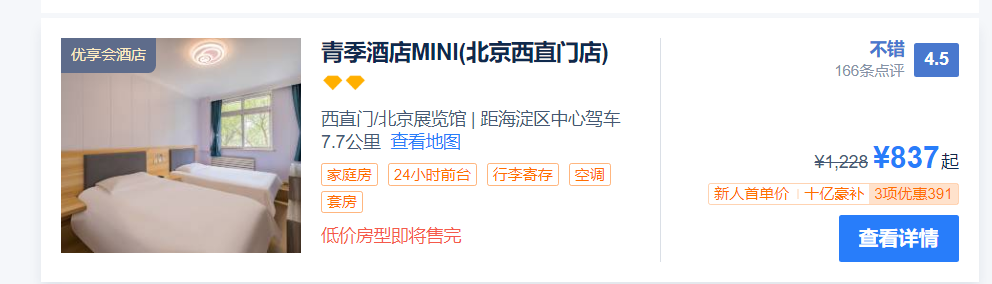 优享会酒店
青季酒店MINI(北京西直门店)
西直门/北京展览馆 | 距海淀区中心驾车
7.7公里 查看地图
家庭房 24小时前台 行李寄存 空调
套房
低价房型即将售完
不错 4.5
166条点评
¥1,228 ¥837起
新人首单价 十亿豪补 3项优惠391
查看详情